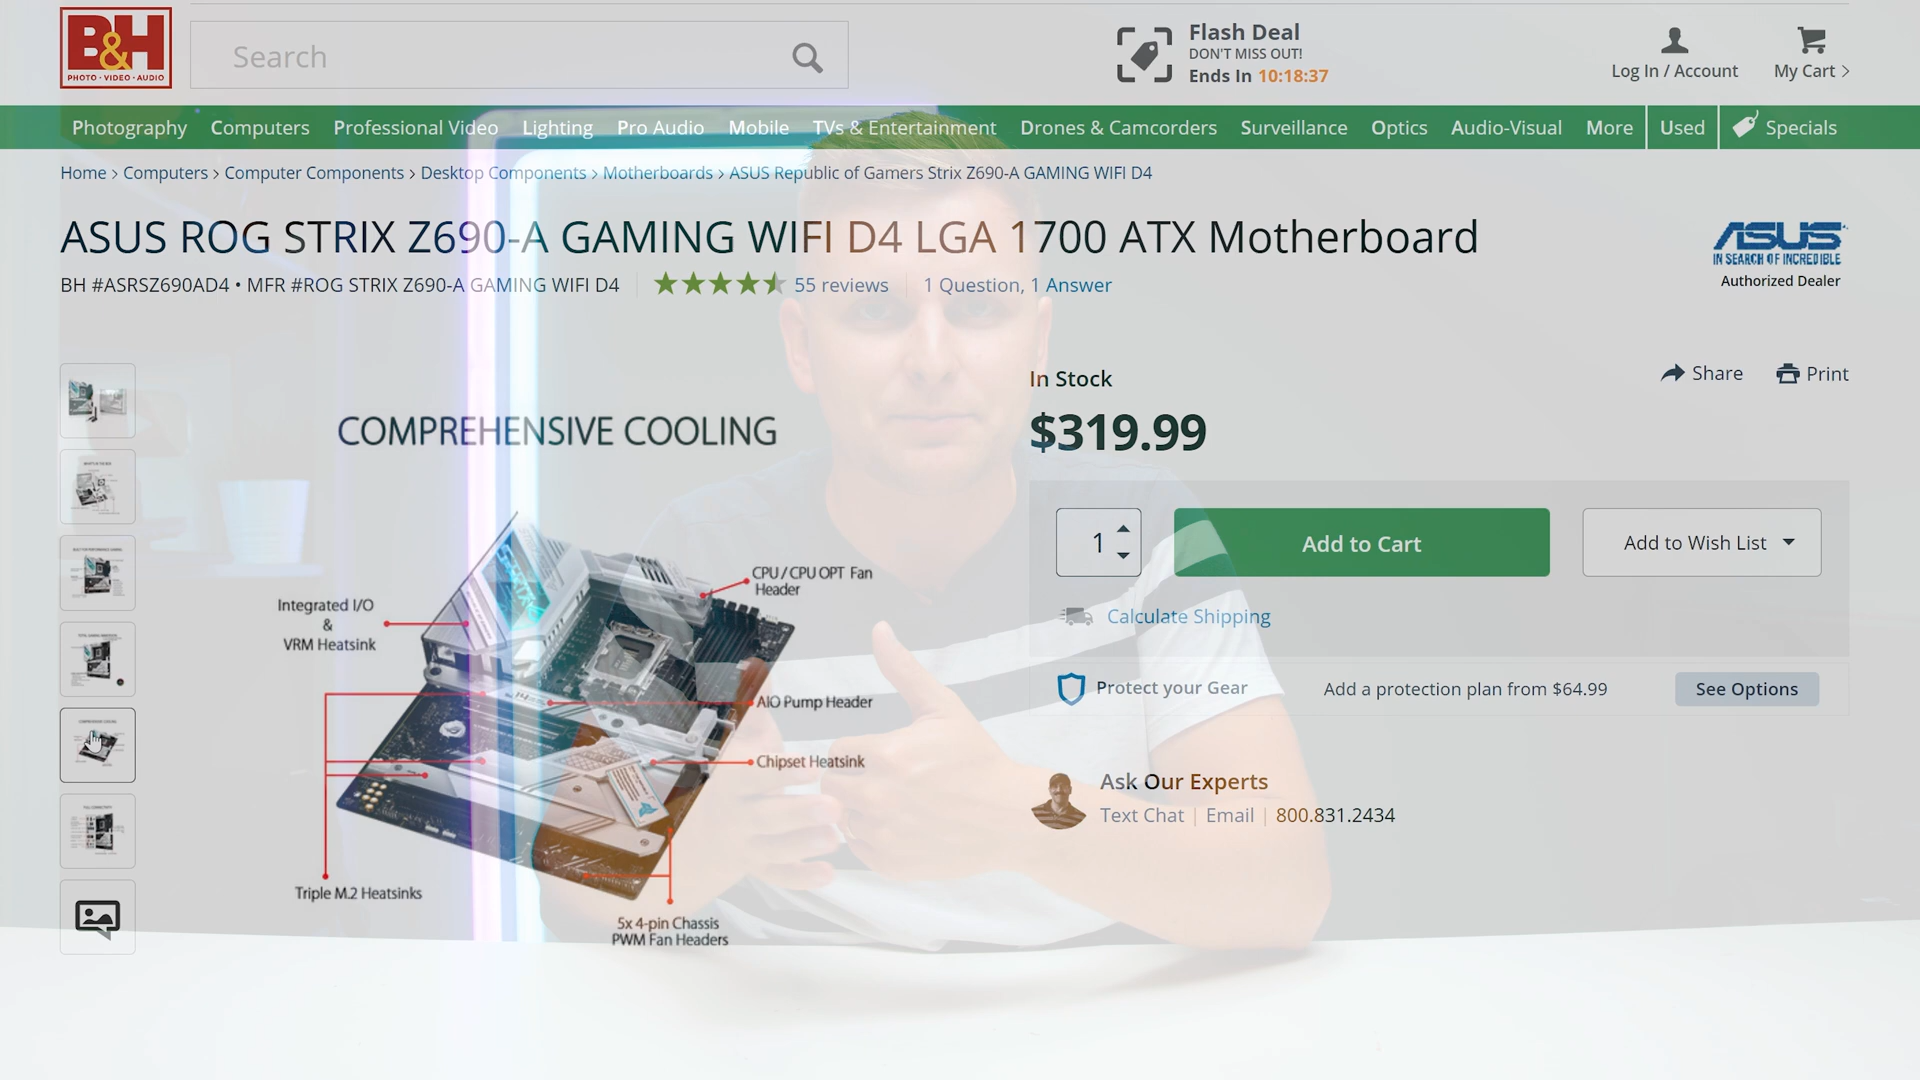 B&H
PHOTO · VIDEO · AUDIO
Search
Flash Deal
DON'T MISS OUT!
Ends In 10:18:37
Log In / Account
My Cart
Photography Computers Professional Video Lighting Pro Audio Mobile TVs & Entertainment Drones & Camcorders Surveillance Optics Audio-Visual More Used Specials
Home > Computers > Computer Components > Desktop Components > Motherboards > ASUS Republic of Gamers Strix Z690-A GAMING WIFI D4
ASUS ROG STRIX Z690-A GAMING WIFI D4 LGA 1700 ATX Motherboard
BH #ASRSZ690AD4 • MFR #ROG STRIX Z690-A GAMING WIFI D4 55 reviews 1 Question, 1 Answer
ASUS
IN SEARCH OF INCREDIBLE
Authorized Dealer
COMPREHENSIVE COOLING
Integrated I/O
&
VRM Heatsink
CPU / CPU OPT Fan
Header
AIO Pump Header
Chipset Heatsink
Triple M.2 Heatsinks
5x 4-pin Chassis
PWM Fan Headers
In Stock
Share
Print
$319.99
1
Add to Cart
Add to Wish List
Calculate Shipping
Protect your Gear
Add a protection plan from $64.99
See Options
Ask Our Experts
Text Chat | Email | 800.831.2434